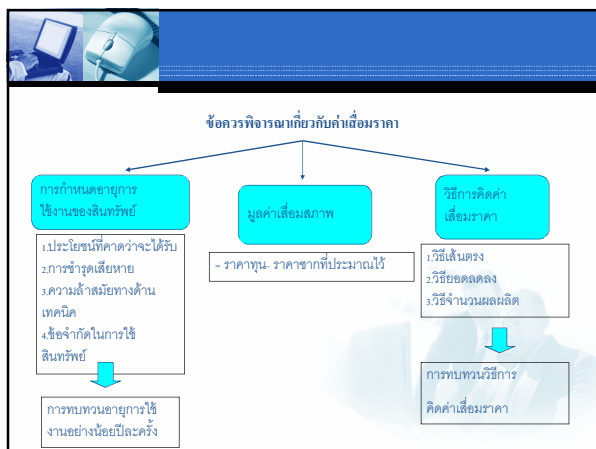 ข้อควรพิจารณาเกี่ยวกับค่าเสื่อมราคา
การกำหนดอายุการ
ใช้งานของสินทรัพย์
1.ประโยชน์ที่คาดว่าจะได้รับ
2.การชำรุดเสียหาย
3.ความล้าสมัยทางด้าน
เทคนิค
4.ข้อจำกัดในการใช้
สินทรัพย์
การทบทวนอายุการใช้
งานอย่างน้อยปีละครั้ง
มูลค่าเสื่อมสภาพ
= ราคาทุน- ราคาซากที่ประมาณไว้
วิธีการคิดค่า
เสื่อมราคา
1.วิธีเส้นตรง
2.วิธียอดลดลง
3.วิธีจำนวนผลผลิต
การทบทวนวิธีการ
คิดค่าเสื่อมราคา